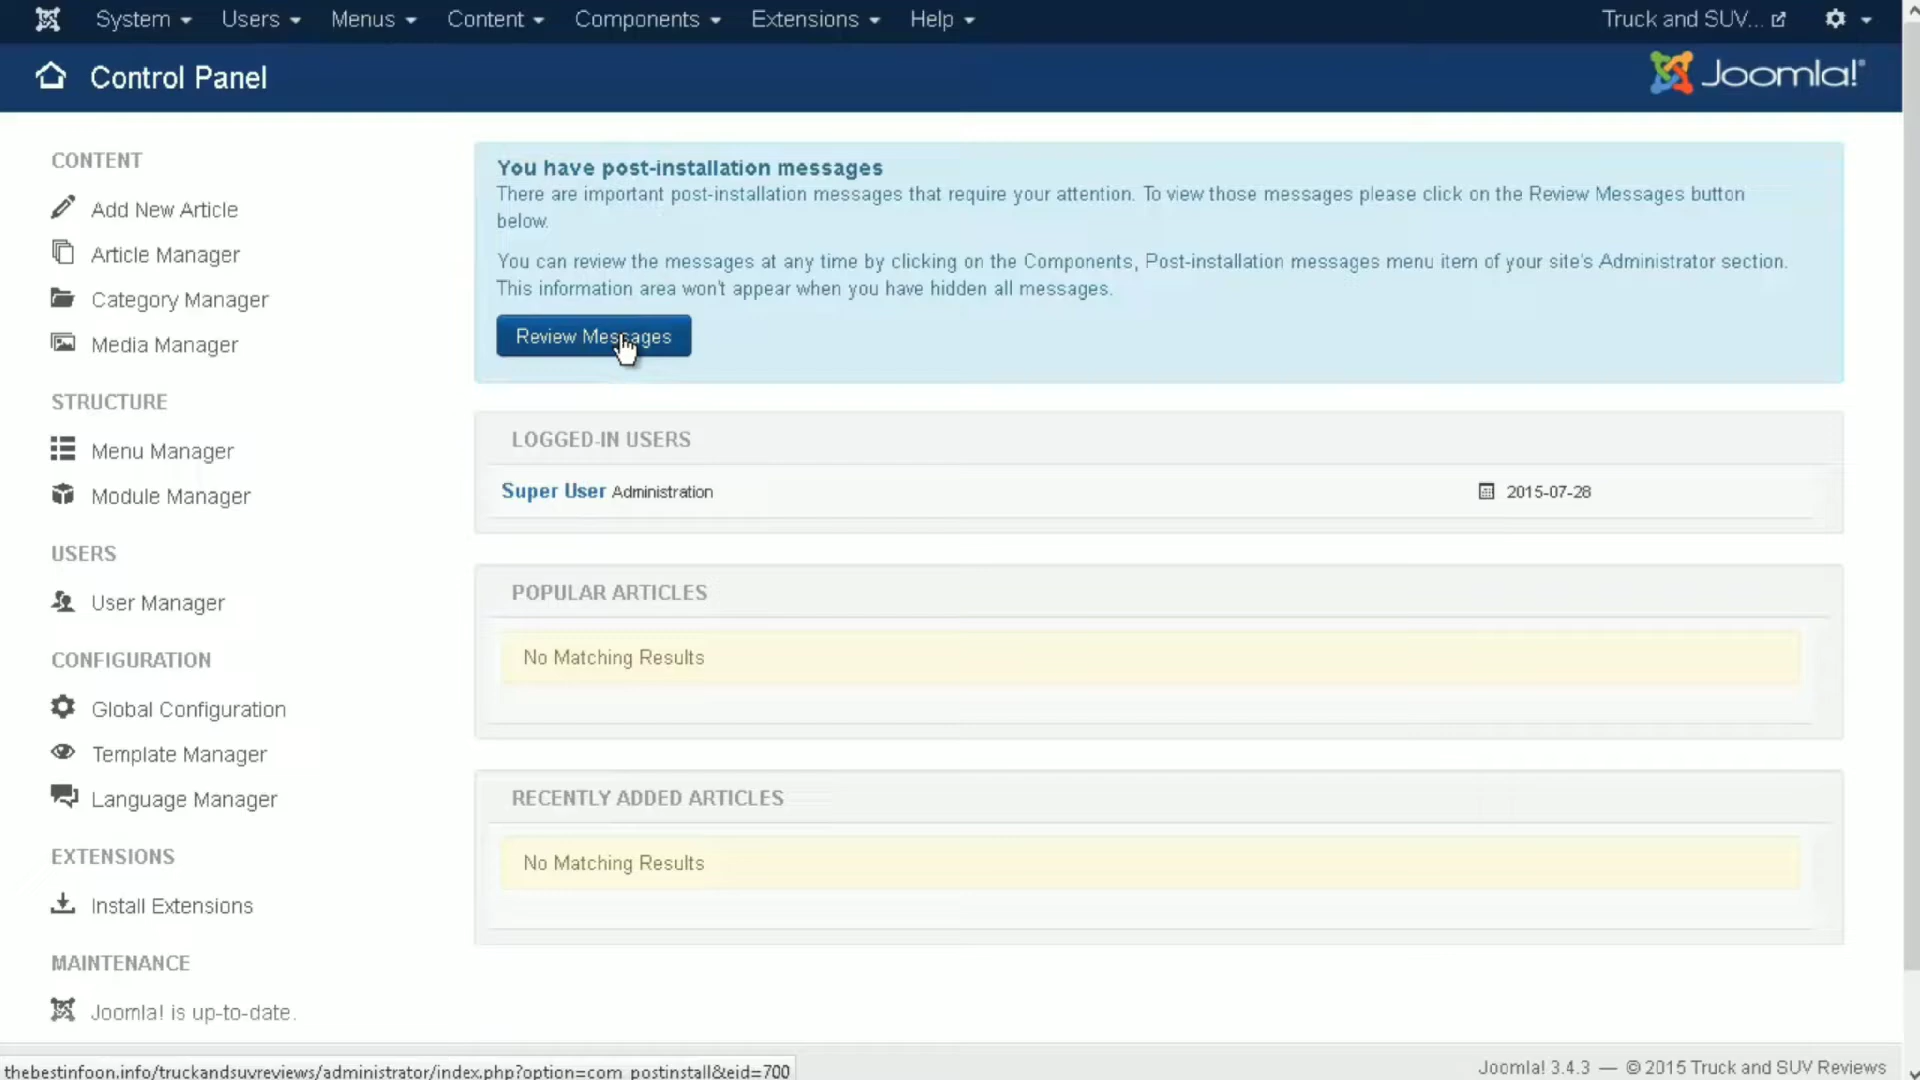 System Users Menus Content Components Extensions Help Truck and SUV...
Control Panel Joomla!®
CONTENT
Add New Article
Article Manager
Category Manager
Media Manager
STRUCTURE
Menu Manager
Module Manager
USERS
User Manager
CONFIGURATION
Global Configuration
Template Manager
Language Manager
EXTENSIONS
Install Extensions
MAINTENANCE
Joomla! is up-to-date.
You have post-installation messages
There are important post-installation messages that require your attention. To view those messages please click on the Review Messages button
below.
You can review the messages at any time by clicking on the Components, Post-installation messages menu item of your site's Administrator section.
This information area won't appear when you have hidden all messages.
Review Messages
LOGGED-IN USERS
Super User Administration 2015-07-28
POPULAR ARTICLES
No Matching Results
RECENTLY ADDED ARTICLES
No Matching Results
thebestinfoon.info/truckandsuvreviews/administrator/index.php?option=com_postinstall&eid=700
Joomla! 3.4.3 — © 2015 Truck and SUV Reviews